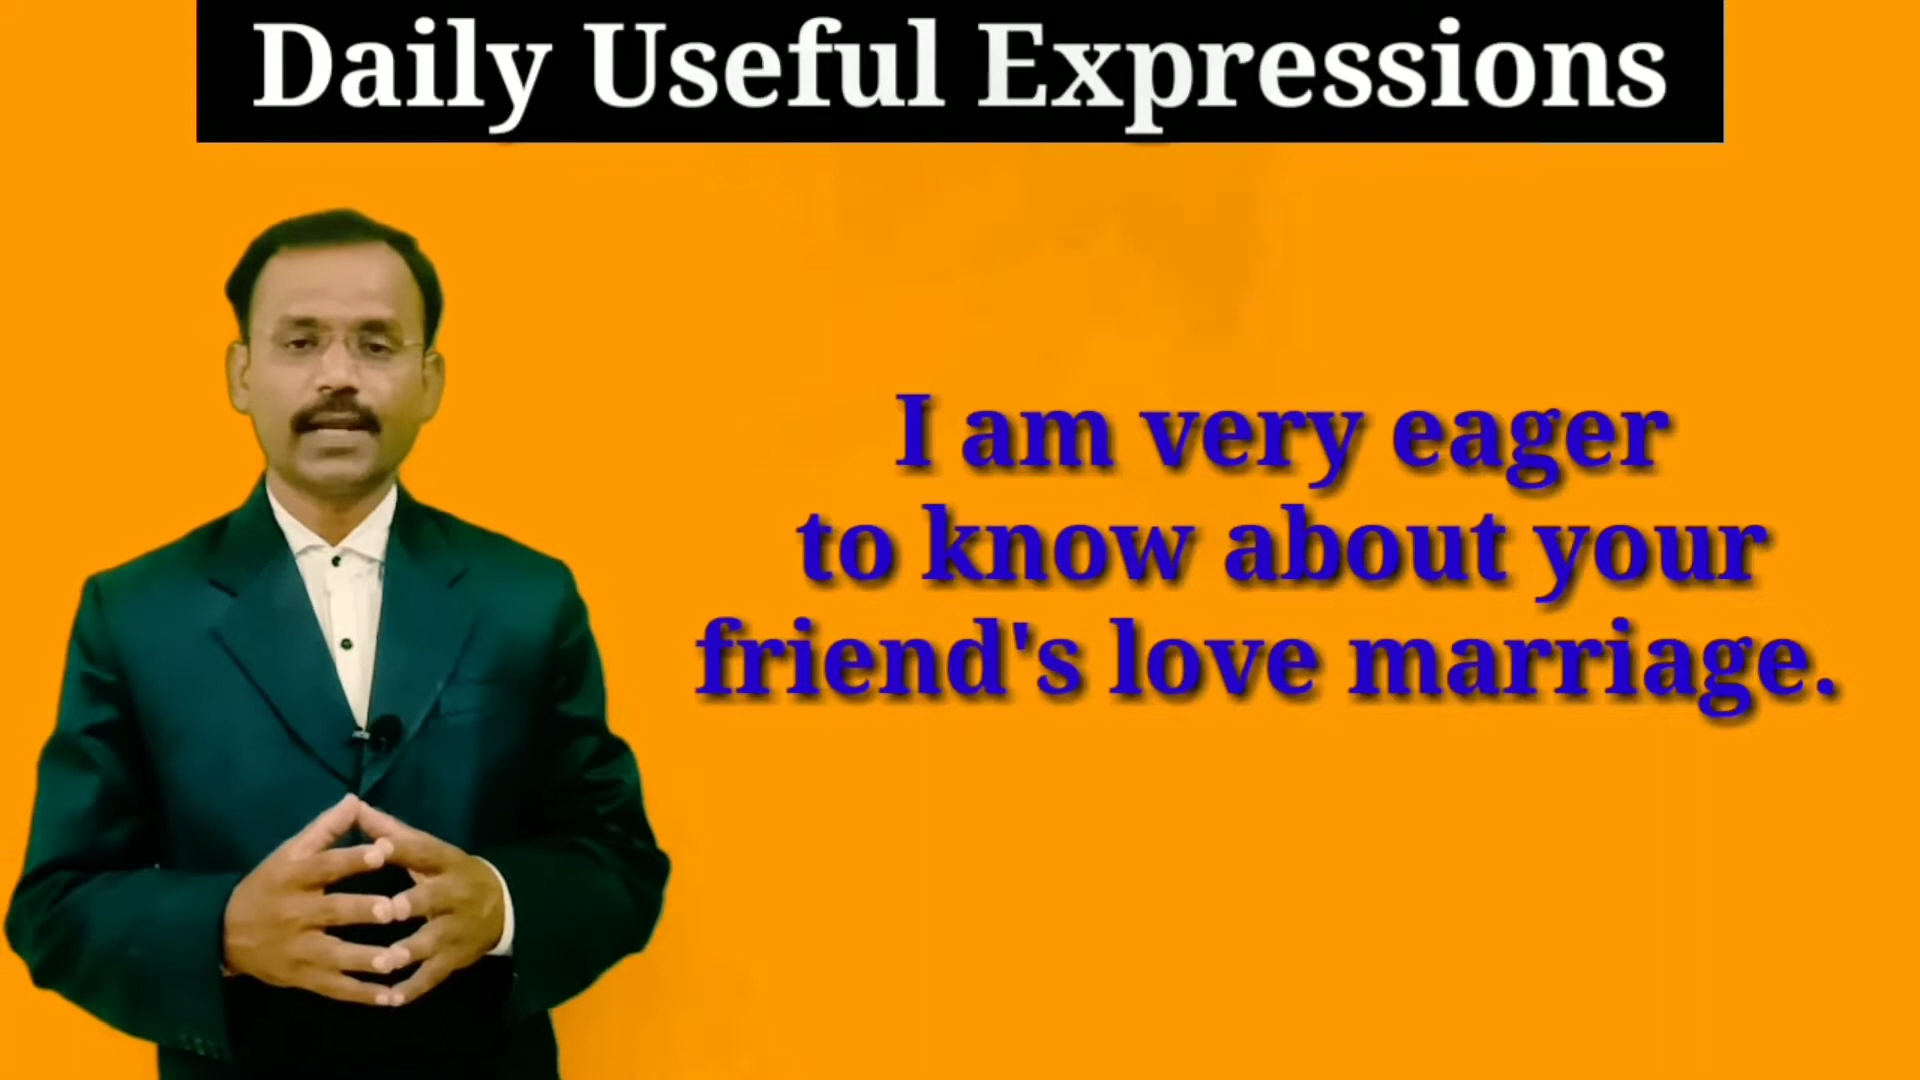 Daily Useful Expressions
I am very eager
to know about your
friend's love marriage.